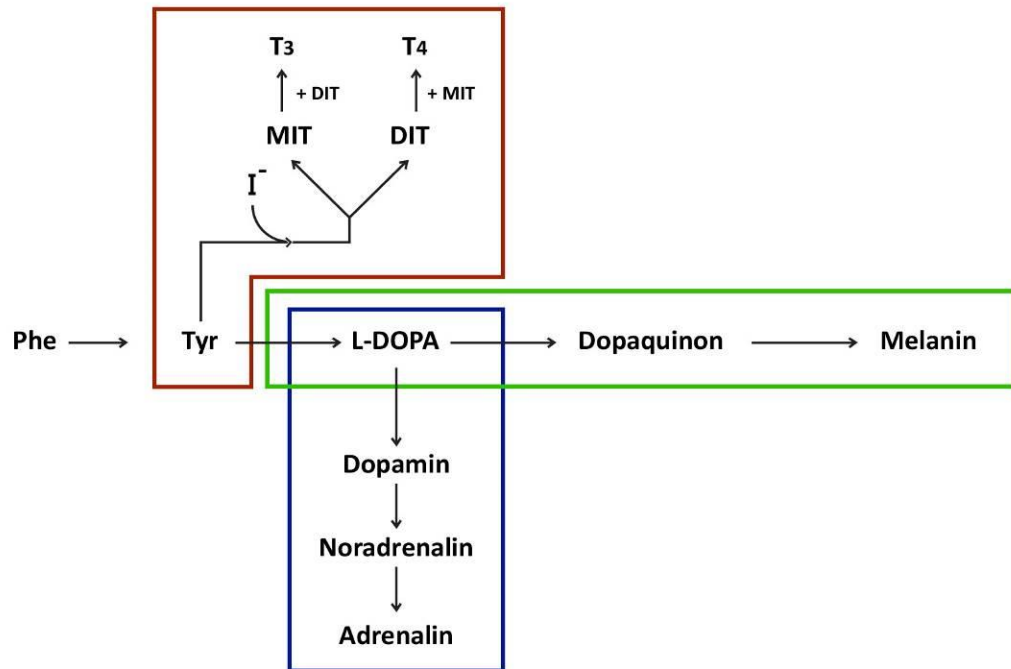 T3 T4
+ DIT + MIT
MIT DIT
I-
Phe Tyr L-DOPA Dopaquinon Melanin
Dopamin
Noradrenalin
Adrenalin